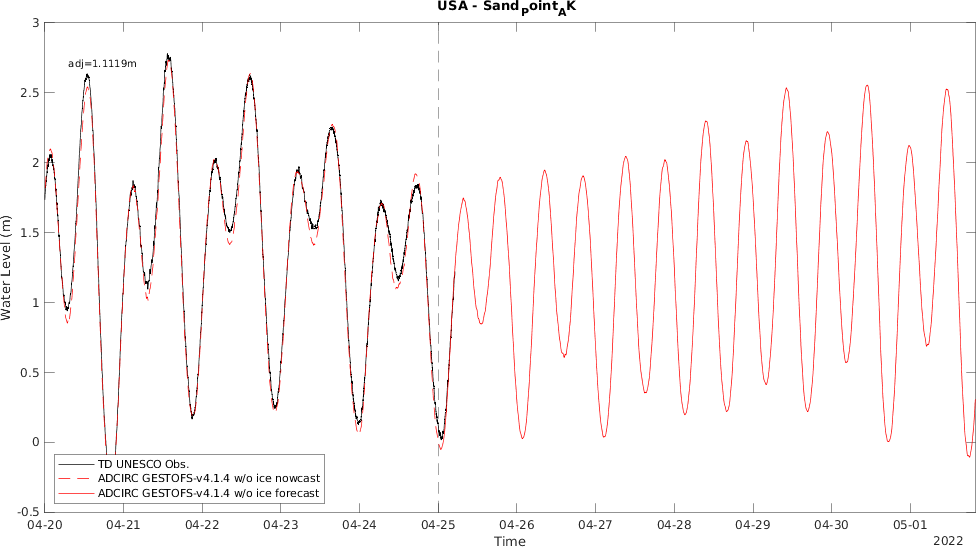 USA - Sand_Point_AK
adj=1.1119m
Water Level (m)
3
2.5
2
1.5
1
0.5
0
-0.5
TD UNESCO Obs.
ADCIRC GESTOFS-v4.1.4 w/o ice nowcast
ADCIRC GESTOFS-v4.1.4 w/o ice forecast
04-20 04-21 04-22 04-23 04-24 04-25 04-26 04-27 04-28 04-29 04-30 05-01
Time
2022